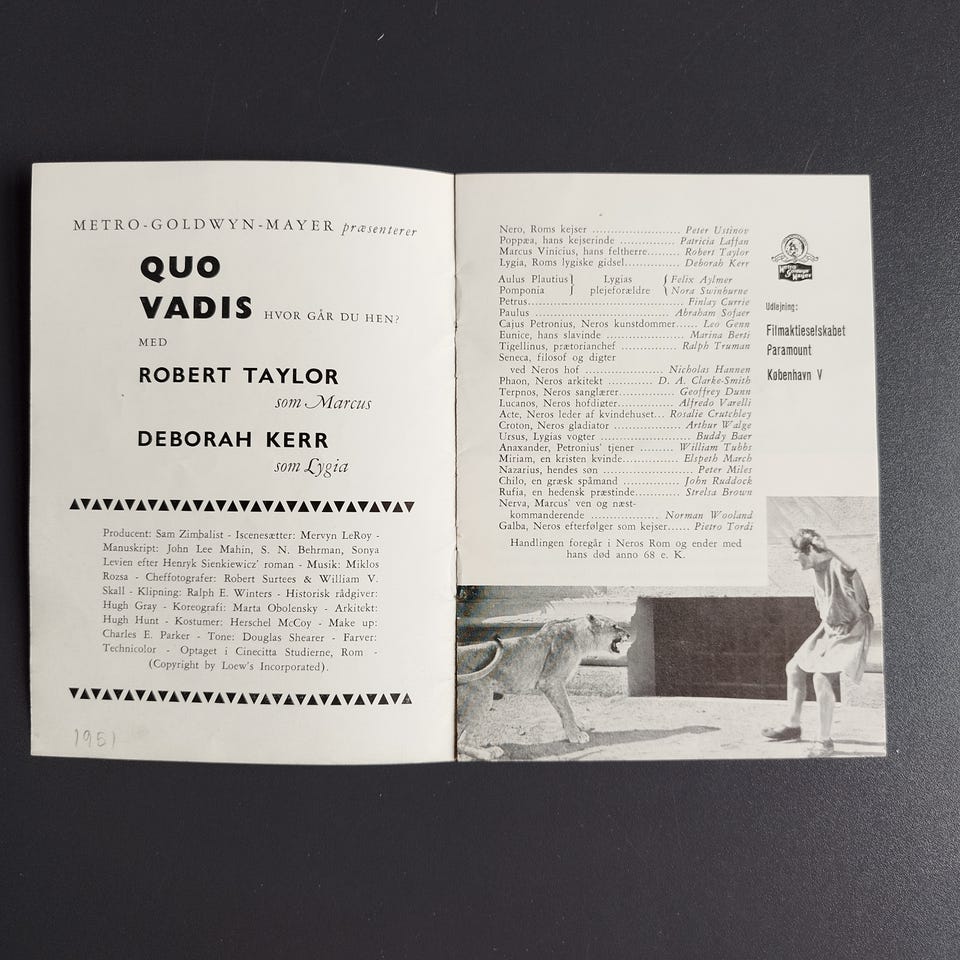 METRO-GOLDWYN-MAYER præsenterer
QUO
VADIS HVOR GÅR DU HEN?
MED
ROBERT TAYLOR
som Marcus
DEBORAH KERR
som Lygia
Producent: Sam Zimbalist - Iscenesætter: Mervyn LeRoy -
Manuskript: John Lee Mahin, S. N. Behrman, Sonya
Levien efter Henryk Sienkiewicz' roman - Musik: Miklos
Rozsa - Cheffotografer: Robert Surtees & William V.
Skall - Klipning: Ralph E. Winters - Historisk rådgiver:
Hugh Gray - Koreografi: Marta Obolensky - Arkitekt:
Hugh Hunt - Kostumer: Herschel McCoy - Make up:
Charles E. Parker - Tone: Douglas Shearer - Farver:
Technicolor - Optaget i Cinecitta Studierne, Rom -
(Copyright by Loew's Incorporated).
1951
Nero, Roms kejser ........................ Peter Ustinov
Poppæa, hans kejserinde ............... Patricia Laffan
Marcus Vinicius, hans feltherre......... Robert Taylor
Lygia, Roms lygiske gidsel............... Deborah Kerr
Aulus Plautius } Lygias { Felix Aylmer
Pomponia } plejeforældre { Nora Swinburne
Petrus........................................ Finlay Currie
Paulus .................................... Abraham Sofaer
Cajus Petronius, Neros kunstdommer...... Leo Genn
Eunice, hans slavinde ..................... Marina Berti
Tigellinus, prætorianchef ............... Ralph Truman
Seneca, filosof og digter
ved Neros hof ..................... Nicholas Hannen
Phaon, Neros arkitekt ............ D. A. Clarke-Smith
Terpnos, Neros sanglærer............... Geoffrey Dunn
Lucanos, Neros hofdigter............... Alfredo Varelli
Acte, Neros leder af kvindehuset... Rosalie Crutchley
Croton, Neros gladiator .................. Arthur Walge
Ursus, Lygias vogter ........................ Buddy Baer
Anaxander, Petronius' tjener ......... William Tubbs
Miriam, en kristen kvinde............... Elspeth March
Nazarius, hendes søn ........................ Peter Miles
Chilo, en græsk spåmand .............. John Ruddock
Rufia, en hedensk præstinde............ Strelsa Brown
Nerva, Marcus' ven og næst-
kommanderende .................. Norman Wooland
Galba, Neros efterfølger som kejser...... Pietro Tordi
Handlingen foregår i Neros Rom og ender med
hans død anno 68 e. K.
Metro
Goldwyn
Mayer
Udlejning:
Filmaktieselskabet
Paramount
København V